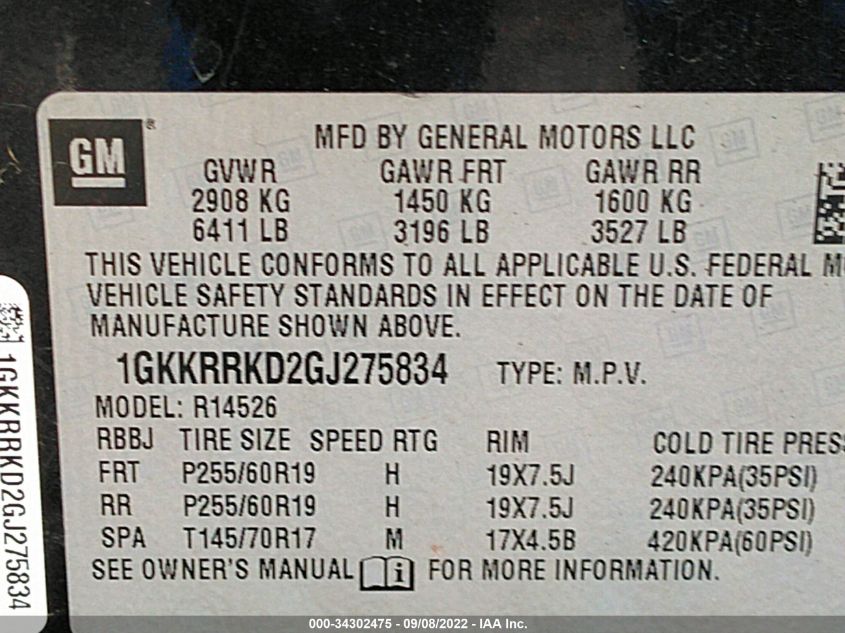 GM ®
MFD BY GENERAL MOTORS LLC
GVWR GAWR FRT GAWR RR
2908 KG 1450 KG 1600 KG
6411 LB 3196 LB 3527 LB
THIS VEHICLE CONFORMS TO ALL APPLICABLE U.S. FEDERAL MO
VEHICLE SAFETY STANDARDS IN EFFECT ON THE DATE OF
MANUFACTURE SHOWN ABOVE.
1GKKRRKD2GJ275834 TYPE: M.P.V.
MODEL: R14526
RBBJ TIRE SIZE SPEED RTG RIM COLD TIRE PRESS
FRT P255/60R19 H 19X7.5J 240KPA(35PSI)
RR P255/60R19 H 19X7.5J 240KPA(35PSI)
SPA T145/70R17 M 17X4.5B 420KPA(60PSI)
SEE OWNER'S MANUAL i FOR MORE INFORMATION.
1GKKRRKD2GJ275834
000-34302475 - 09/08/2022 - IAA Inc.